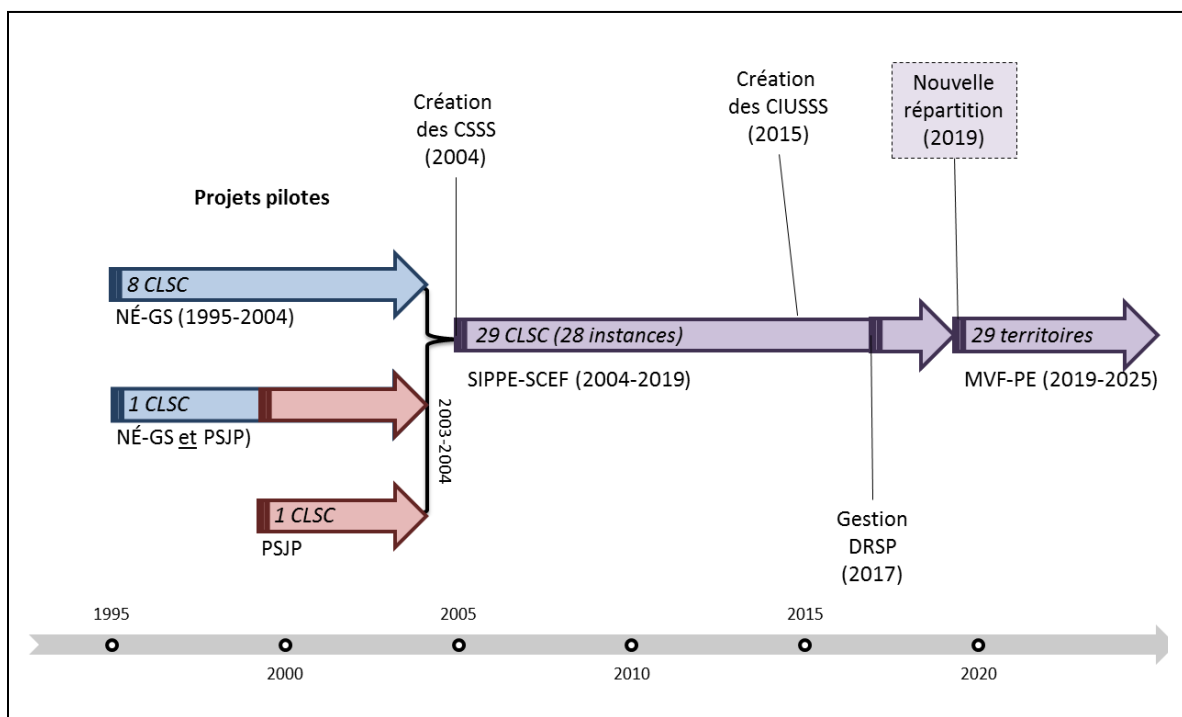 Création
des CSSS
(2004)
Création
des CIUSSS
(2015)
Nouvelle
répartition
(2019)
Projets pilotes
8 CLSC
NÉ-GS (1995-2004)
1 CLSC
NÉ-GS et PSJP)
1 CLSC
PSJP
2003-2004
29 CLSC (28 instances)
SIPPE-SCEF (2004-2019)
29 territoires
MVF-PE (2019-2025)
Gestion
DRSP
(2017)
1995
2000
2005
2010
2015
2020